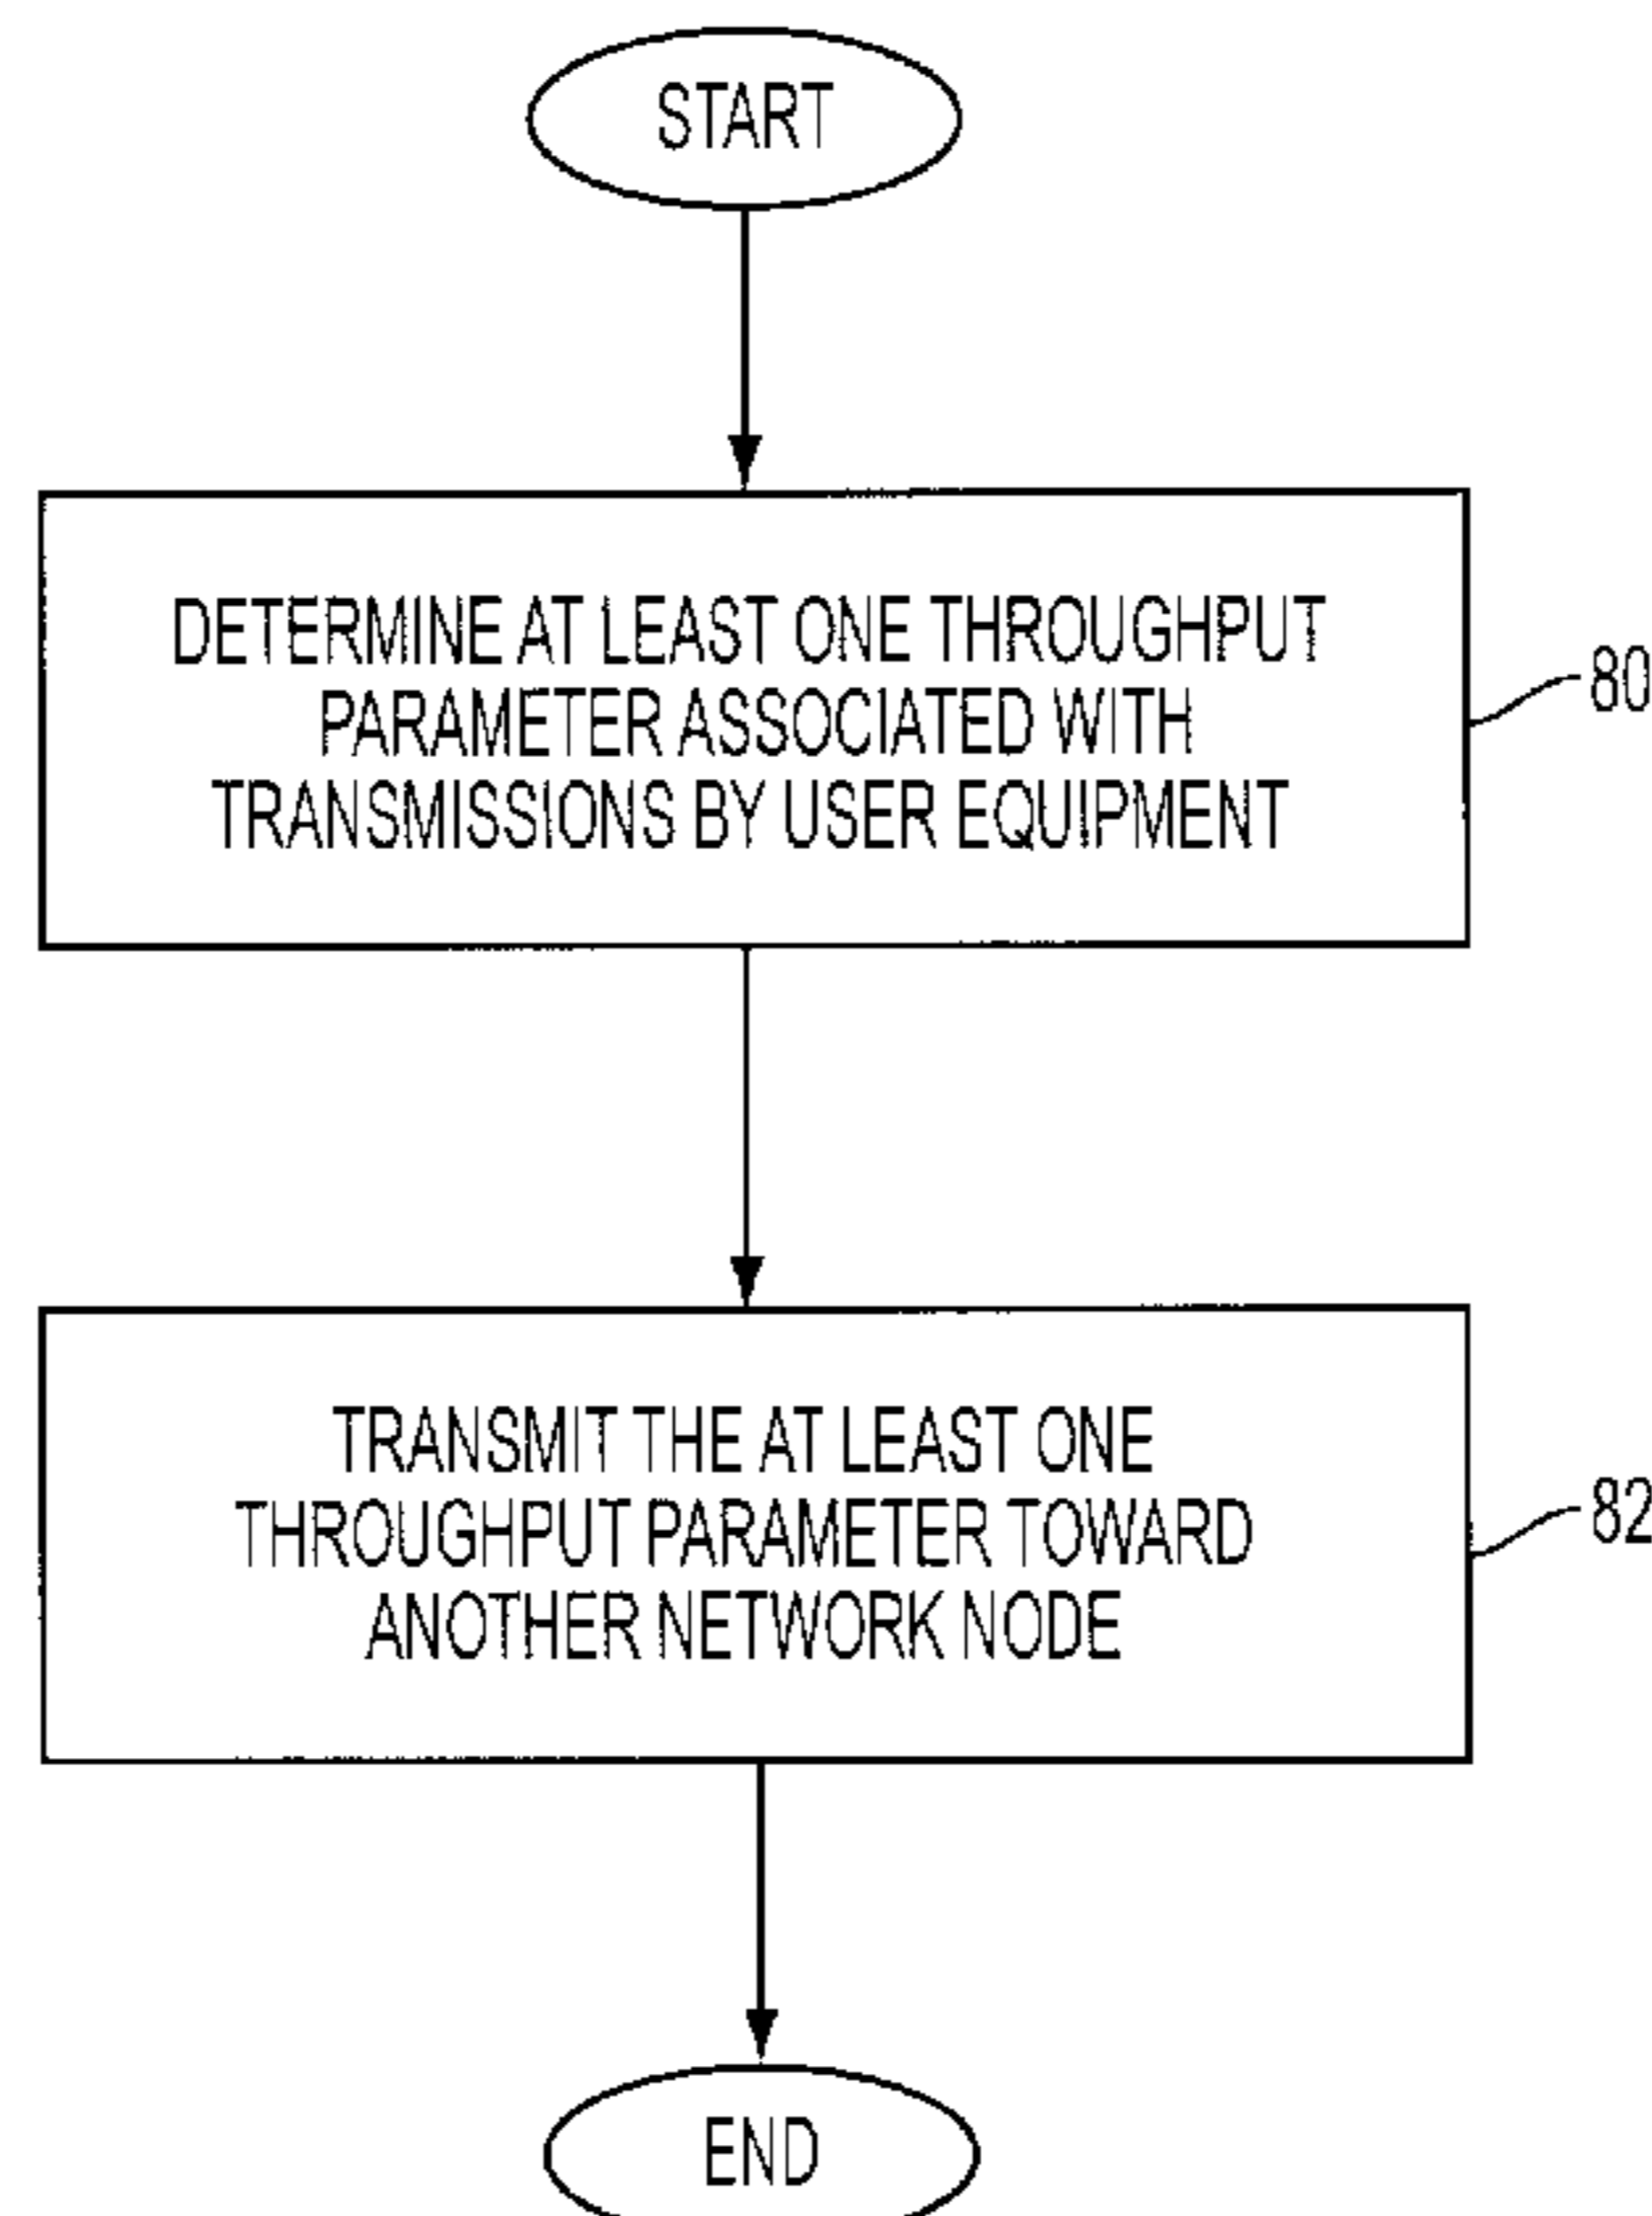 START
DETERMINE AT LEAST ONE THROUGHPUT
PARAMETER ASSOCIATED WITH
TRANSMISSIONS BY USER EQUIPMENT
80
TRANSMIT THE AT LEAST ONE
THROUGHPUT PARAMETER TOWARD
ANOTHER NETWORK NODE
82
END